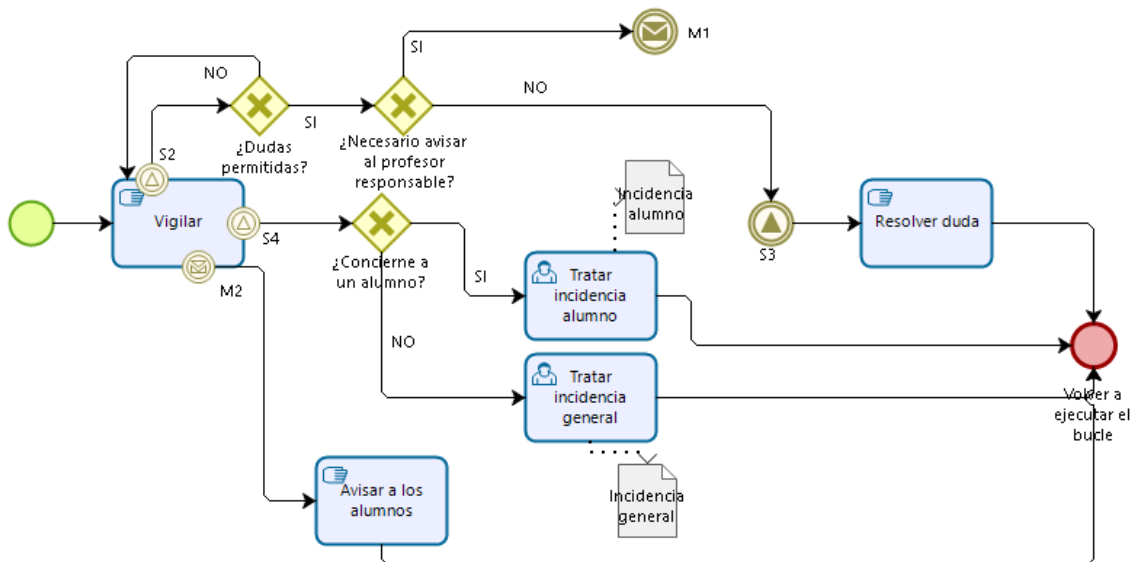 SI
M1
NO
NO
SI
¿Dudas
permitidas?
¿Necesario avisar
al profesor
responsable?
S2
Vigilar
S4
M2
Incidencia
alumno
S3
Resolver duda
¿Concierne a
un alumno?
SI
Tratar
incidencia
alumno
NO
Tratar
incidencia
general
Volver a
ejecutar el
bucle
Avisar a los
alumnos
Incidencia
general